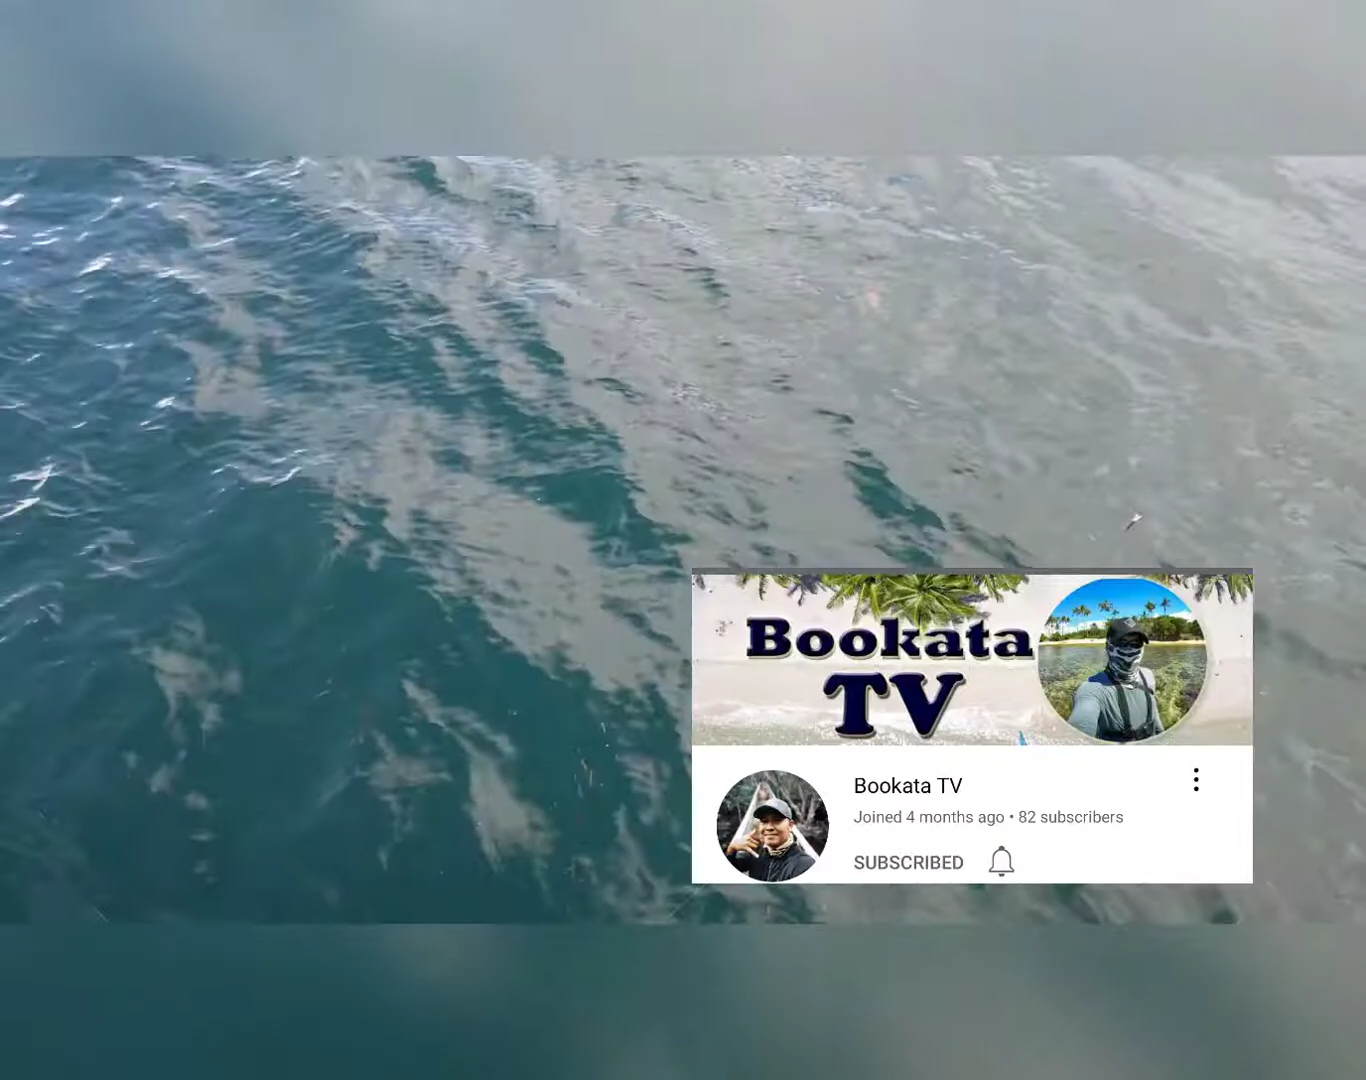 Bookata
TV
Bookata TV
Joined 4 months ago • 82 subscribers
SUBSCRIBED